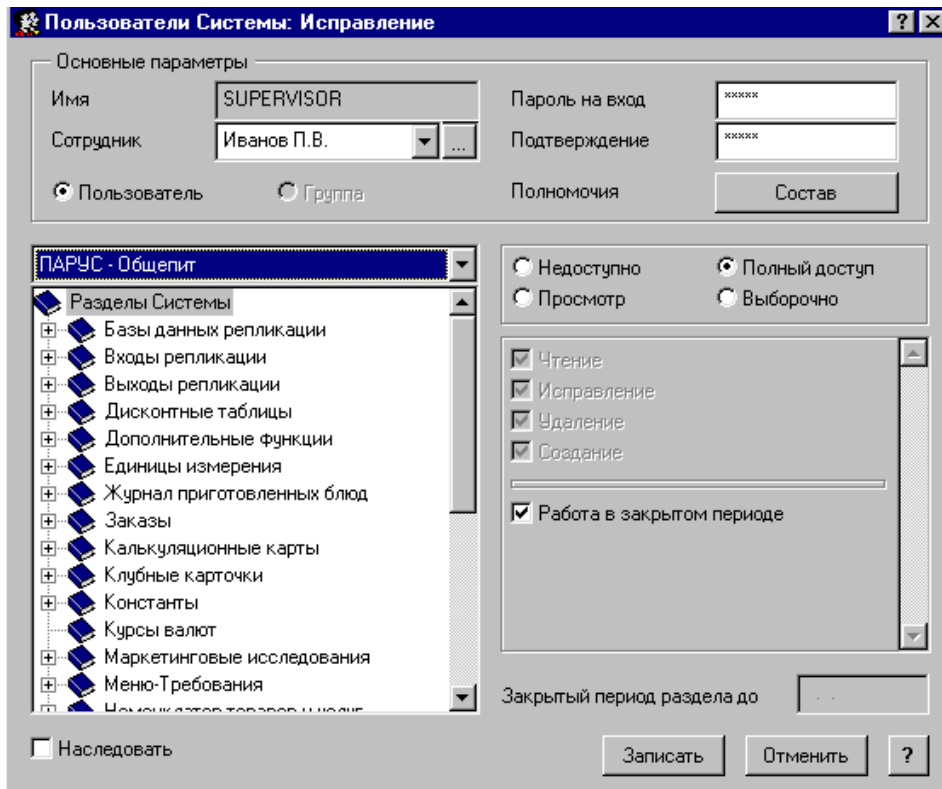 Пользователи Системы: Исправление
Основные параметры
Имя SUPERVISOR Пароль на вход *****
Сотрудник Иванов П.В. ... Подтверждение *****
Пользователь Группа Полномочия Состав
ПАРУС - Общепит
Недоступно Полный доступ
Просмотр Выборочно
Разделы Системы
Базы данных репликации
Входы репликации
Выходы репликации
Дисконтные таблицы
Дополнительные функции
Единицы измерения
Журнал приготовленных блюд
Заказы
Калькуляционные карты
Клубные карточки
Константы
Курсы валют
Маркетинговые исследования
Меню-Требования
Номенклатор товаров и услуг
Чтение
Исправление
Удаление
Создание
Работа в закрытом периоде
Закрытый период раздела до . .
Наследовать Записать Отменить ?